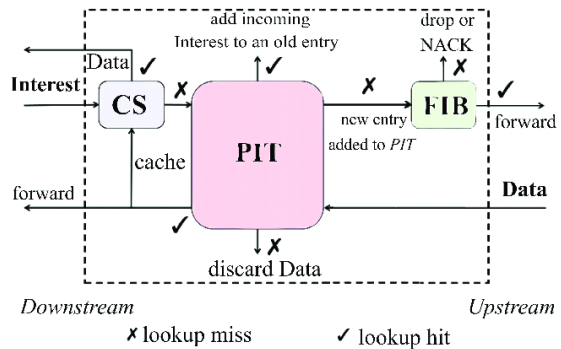 add incoming
Interest to an old entry
drop or
NACK
Data
✓
✓
✗
✓
Interest
✗
✗
CS
FIB
forward
new entry
added to PIT
PIT
cache
forward
Data
✓
✗
discard Data
Downstream
Upstream
✗ lookup miss
✓ lookup hit